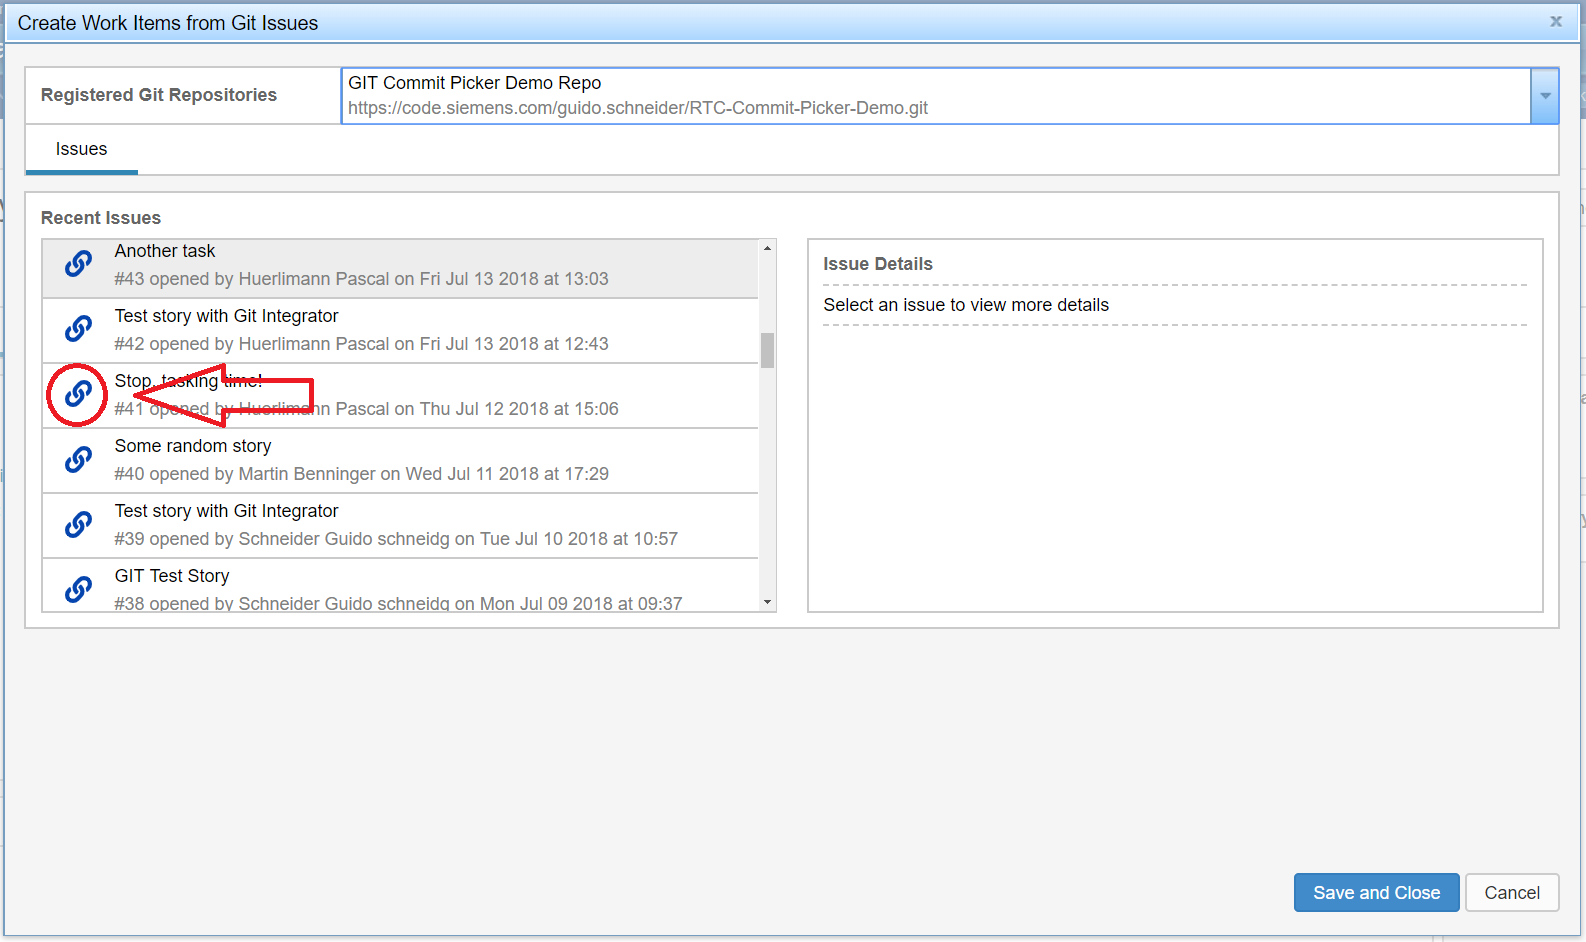 Create Work Items from Git Issues
x
Registered Git Repositories
GIT Commit Picker Demo Repo
https://code.siemens.com/guido.schneider/RTC-Commit-Picker-Demo.git
Issues
Recent Issues
Another task
#43 opened by Huerlimann Pascal on Fri Jul 13 2018 at 13:03
Test story with Git Integrator
#42 opened by Huerlimann Pascal on Fri Jul 13 2018 at 12:43
Stop, tasking time!
#41 opened by Huerlimann Pascal on Thu Jul 12 2018 at 15:06
Some random story
#40 opened by Martin Benninger on Wed Jul 11 2018 at 17:29
Test story with Git Integrator
#39 opened by Schneider Guido schneidg on Tue Jul 10 2018 at 10:57
GIT Test Story
#38 opened by Schneider Guido schneidg on Mon Jul 09 2018 at 09:37
Issue Details
Select an issue to view more details
Save and Close
Cancel